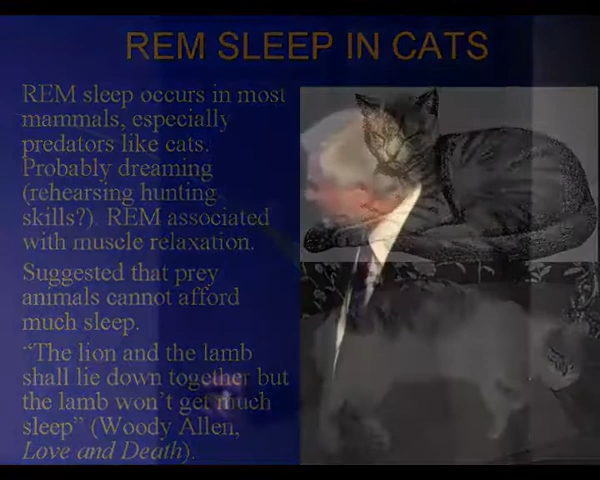 REM SLEEP IN CATS
REM sleep occurs in most
mammals, especially
predators like cats.
Probably dreaming
(rehearsing hunting
skills?). REM associated
with muscle relaxation.
Suggested that prey
animals cannot afford
much sleep.
“The lion and the lamb
shall lie down together but
the lamb won’t get much
sleep” (Woody Allen,
Love and Death).